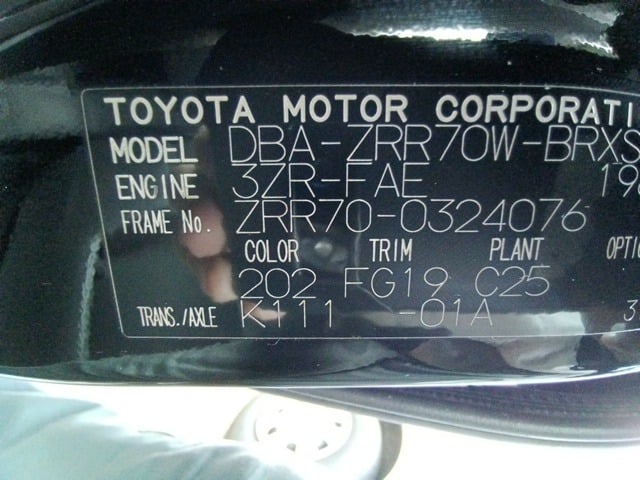 TOYOTA MOTOR CORPORATI
MODEL DBA-ZRR70W-BRXS
ENGINE 3ZR-FAE 19
FRAME No. ZRR70-0324076
COLOR TRIM PLANT OPTI
202 FG19 C25
TRANS./AXLE K111 -01A 3